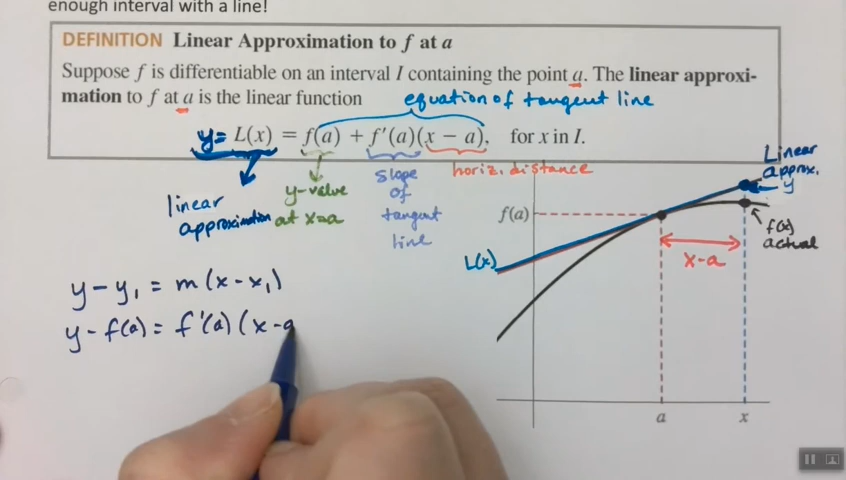 enough interval with a line!
DEFINITION Linear Approximation to f at a
Suppose f is differentiable on an interval I containing the point a. The linear approxi-
mation to f at a is the linear function
equation of tangent line
y= L(x) = f(a) + f'(a)(x − a), for x in I.
linear
approximation
y-value
at x=a
slope
of
tangent
line
horiz. distance
Linear
approx.
y
f(a)
f(x)
actual
L(x)
x-a
a
x
y - y₁ = m(x-x₁)
y - f(a) = f'(a)(x-a